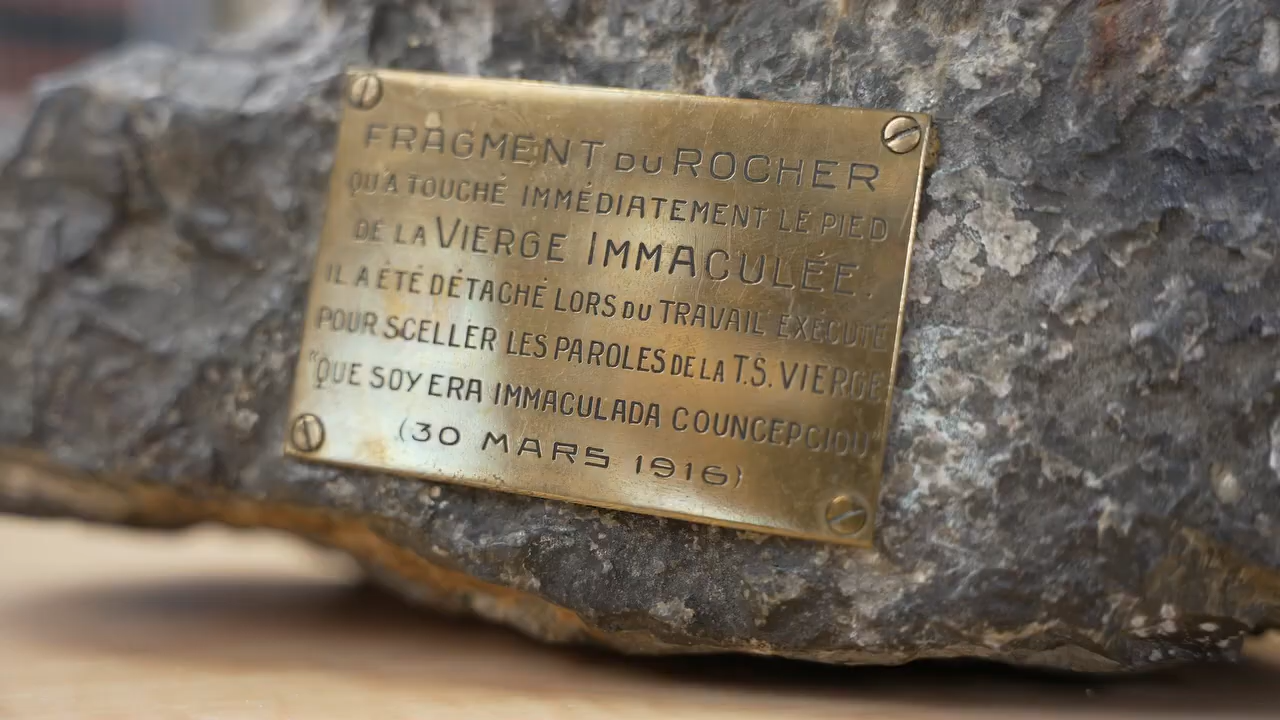 FRAGMENT DU ROCHER
QU'A TOUCHÉ IMMÉDIATEMENT LE PIED
DE LA VIERGE IMMACULÉE.
IL A ÉTÉ DÉTACHÉ LORS DU TRAVAIL EXÉCUTÉ
POUR SCELLER LES PAROLES DE LA T.S. VIERGE
"QUE SOY ERA IMMACULADA COUNCEPCIOU"
(30 MARS 1916)